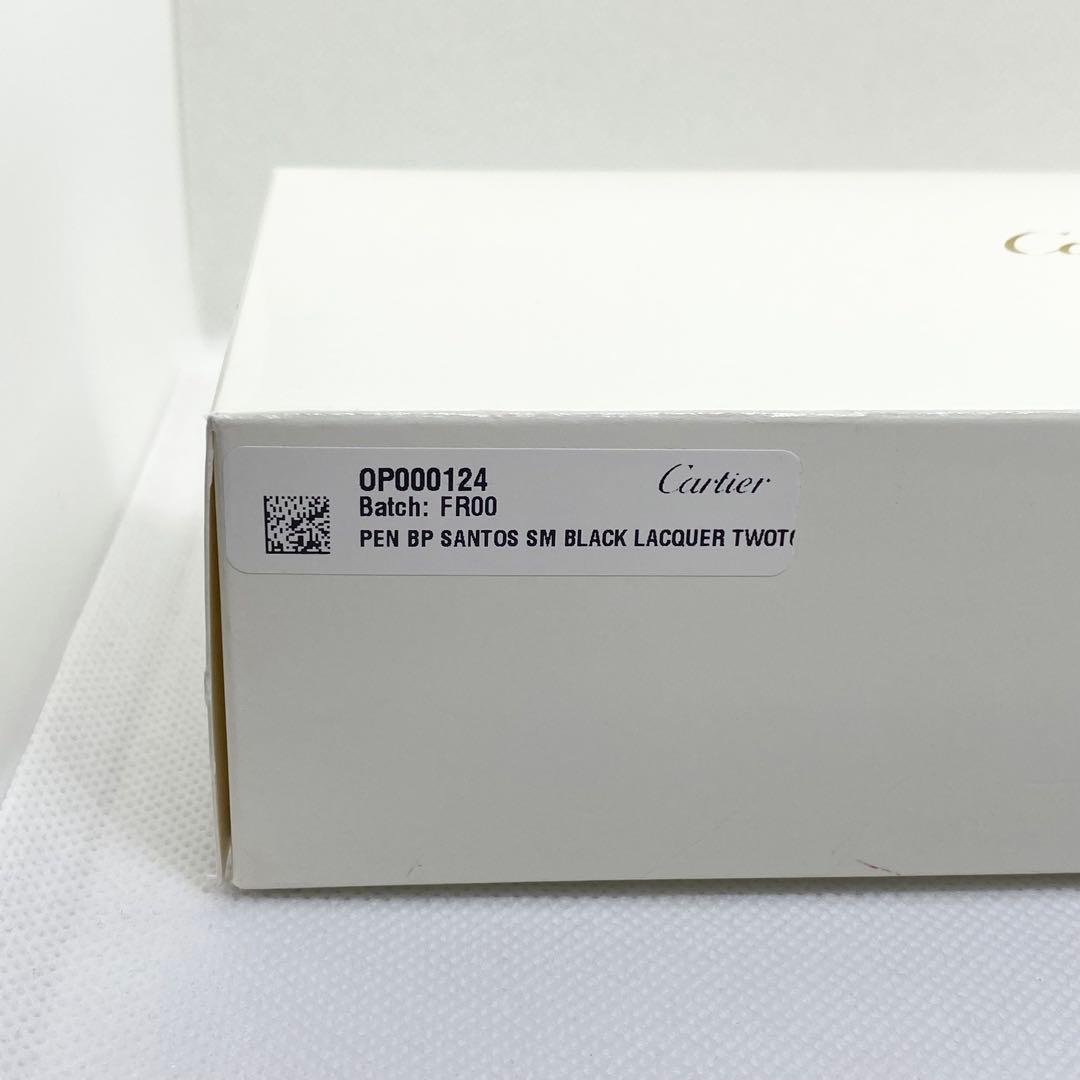 OP000124
Cartier
Batch: FR00
PEN BP SANTOS SM BLACK LACQUER